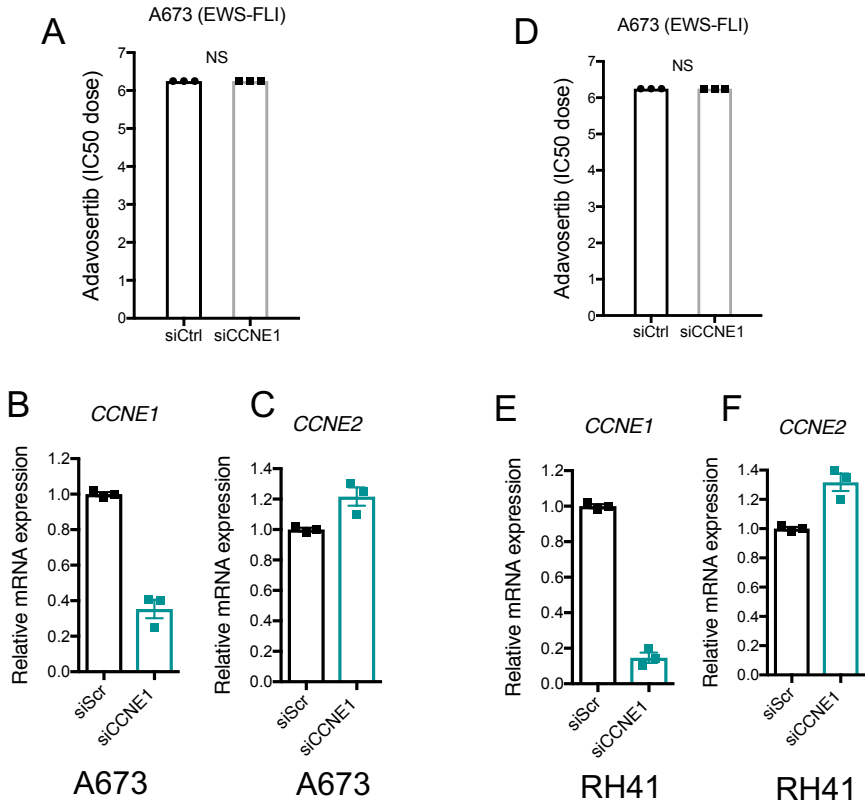 A
A673 (EWS-FLI)
NS
Adavosertib (IC50 dose)
7
6
5
4
3
2
1
0
siCtrl siCCNE1
D
A673 (EWS-FLI)
NS
Adavosertib (IC50 dose)
7
6
5
4
3
2
1
0
siCtrl siCCNE1
B
CCNE1
Relative mRNA expression
1.2
1.0
0.8
0.6
0.4
0.2
0.0
siScr siCCNE1
A673
C
CCNE2
Relative mRNA expression
1.4
1.2
1.0
0.8
0.6
0.4
0.2
0.0
siScr siCCNE1
A673
E
CCNE1
Relative mRNA expression
1.2
1.0
0.8
0.6
0.4
0.2
0.0
siScr siCCNE1
RH41
F
CCNE2
Relative mRNA expression
1.4
1.2
1.0
0.8
0.6
0.4
0.2
0.0
siScr siCCNE1
RH41